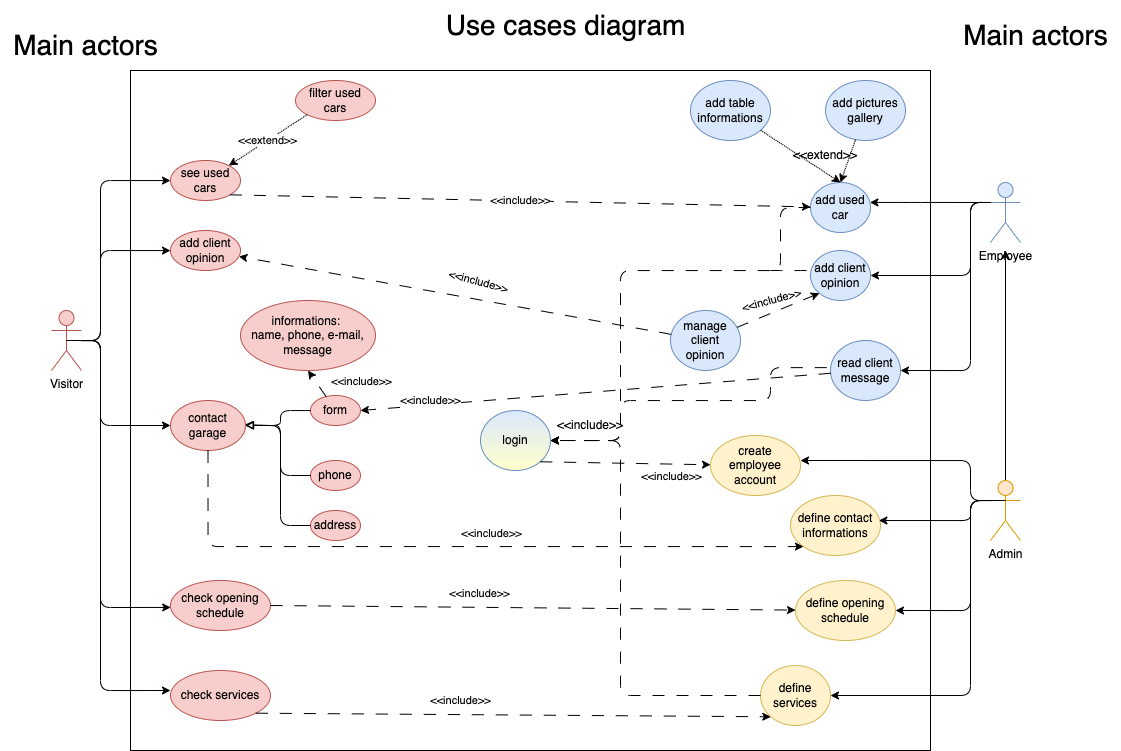 Use cases diagram
Main actors
Main actors
filter used
cars
add table
informations
add pictures
gallery
<<extend>>
<<extend>>
see used
cars
<<include>>
add used
car
add client
opinion
Employee
<<include>>
add client
opinion
<<include>>
informations:
name, phone, e-mail,
message
manage
client
opinion
Visitor
<<include>>
read client
message
<<include>>
form
contact
garage
<<include>>
login
create
employee
account
phone
<<include>>
address
define contact
informations
<<include>>
Admin
check opening
schedule
<<include>>
define opening
schedule
check services
<<include>>
define
services